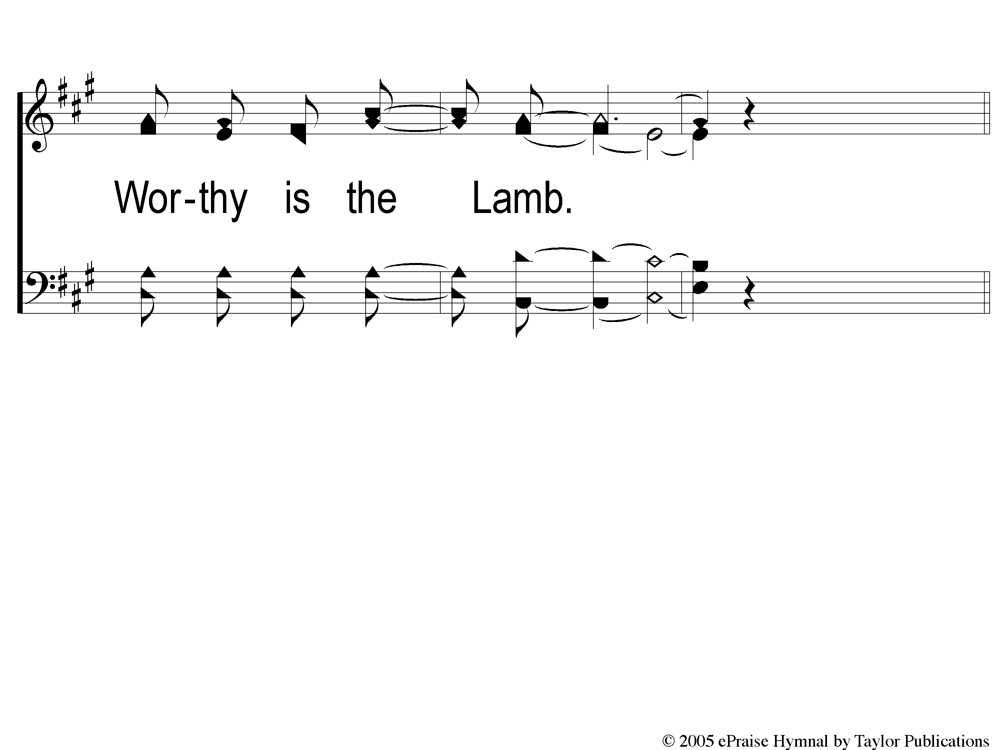 Wor-thy is the Lamb.
© 2005 ePraise Hymnal by Taylor Publications